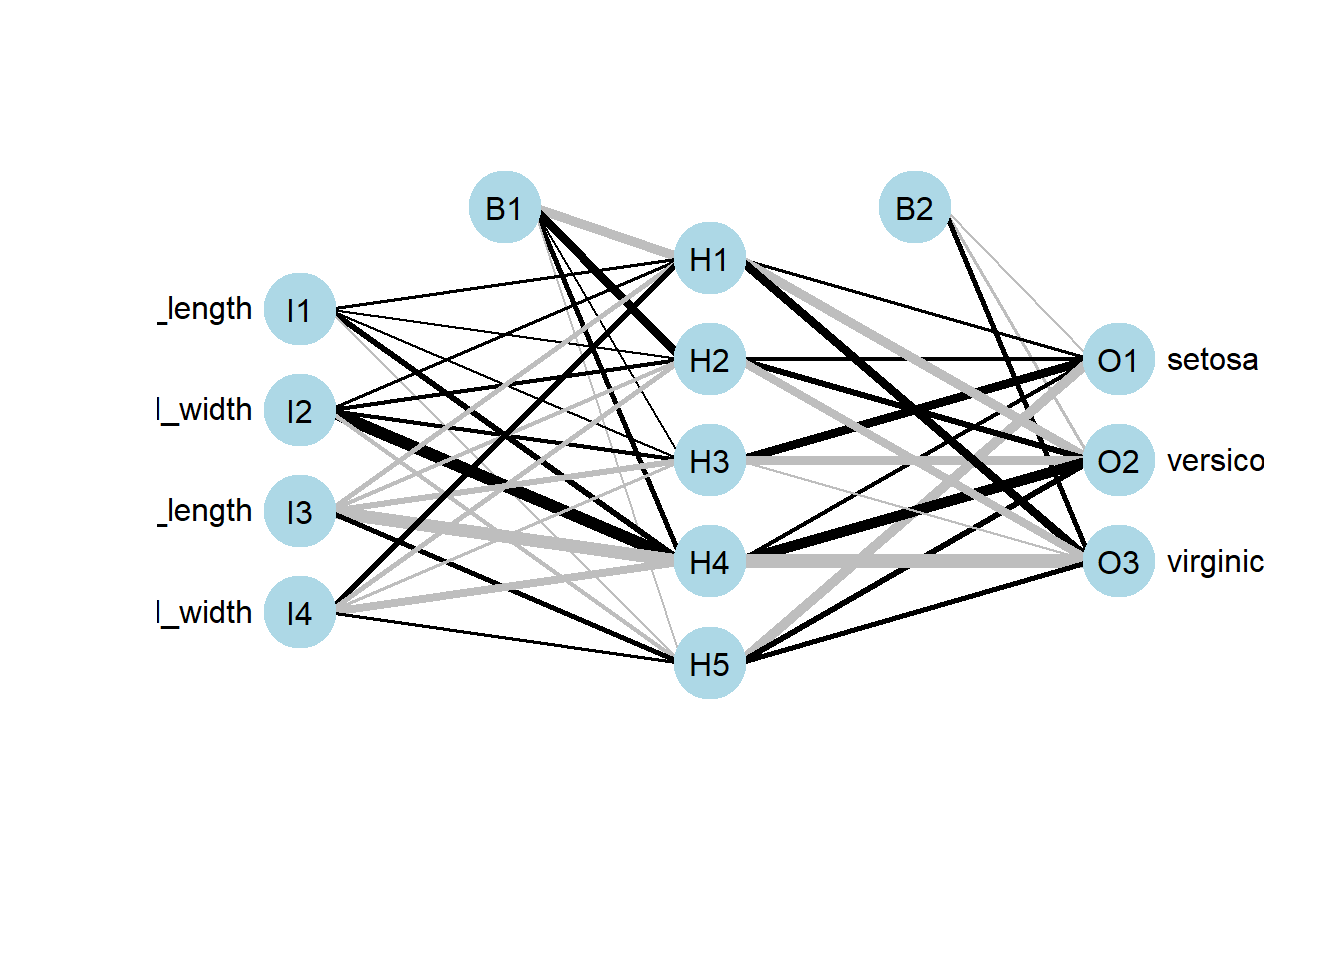 B1
B2
H1
_length
I1
H2
O1
setosa
l_width
I2
H3
O2
versico
_length
I3
H4
O3
virginic
l_width
I4
H5